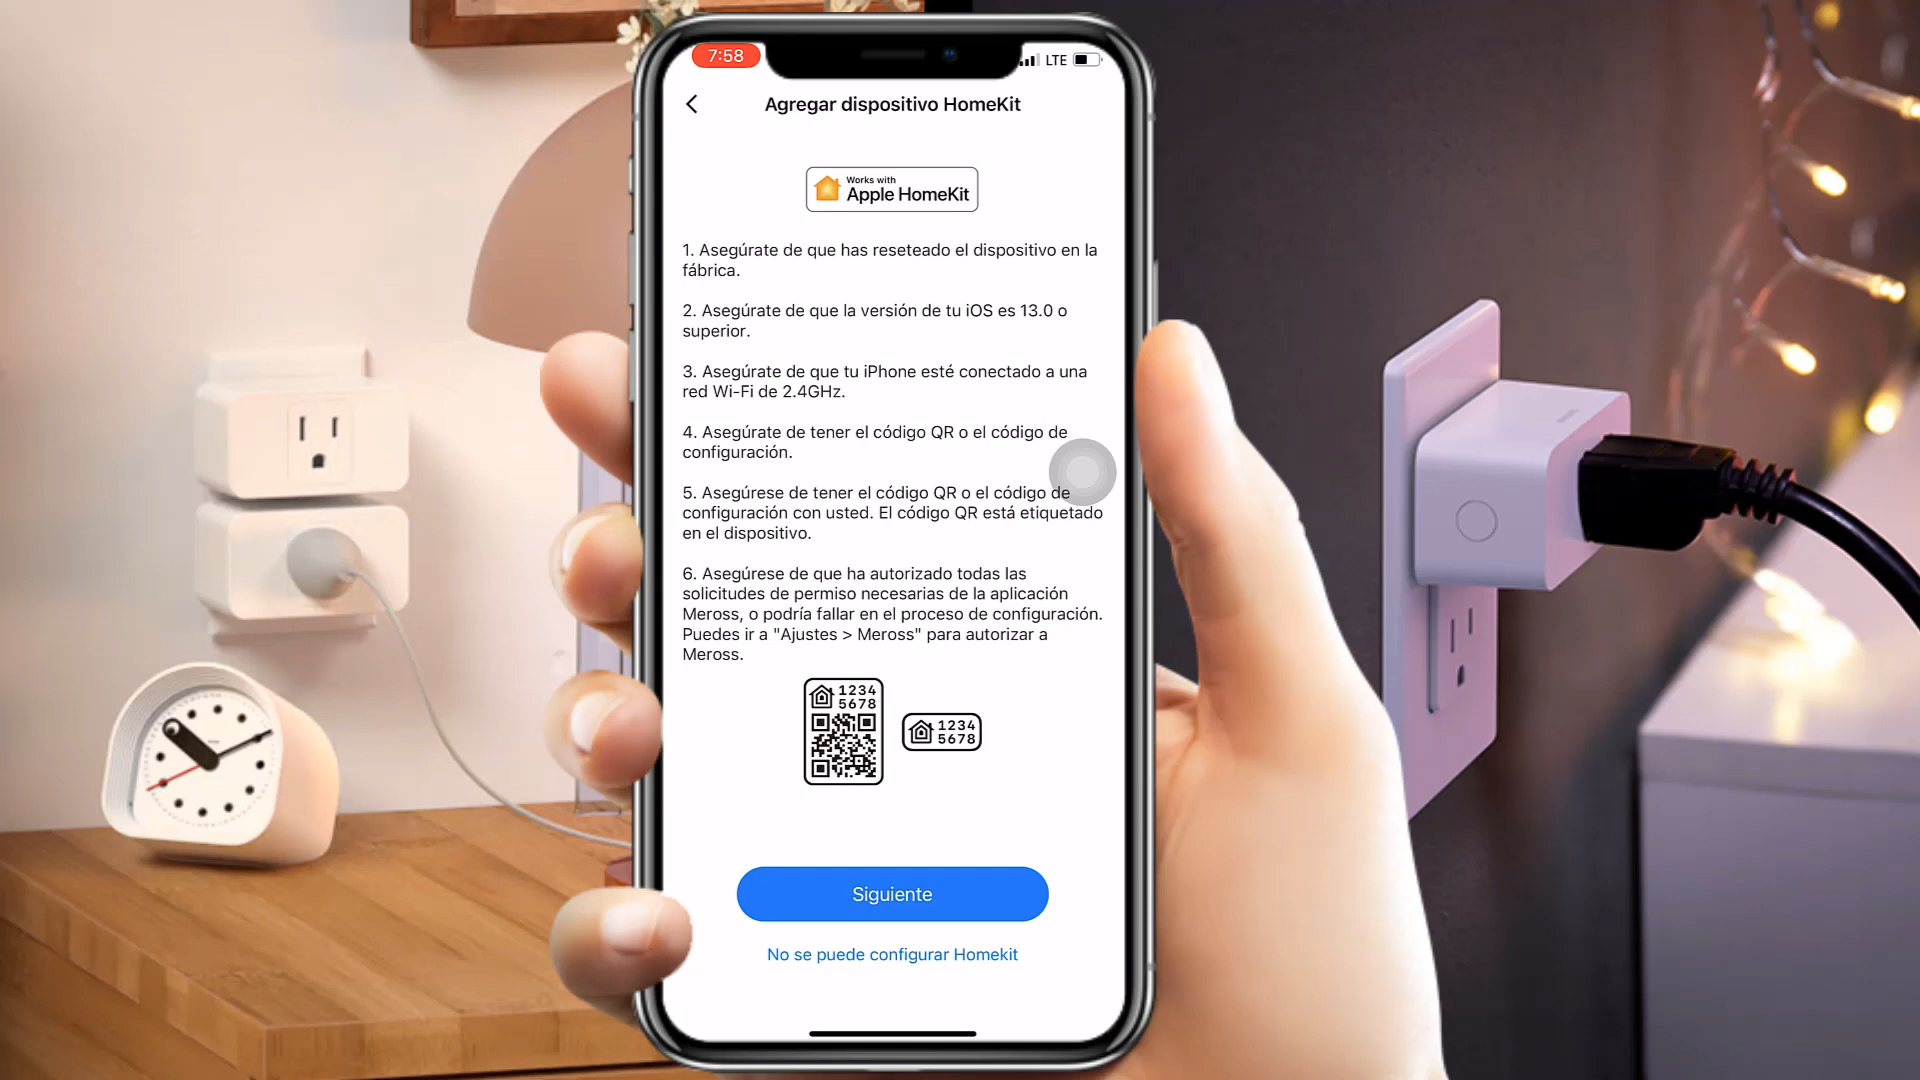 7:58
LTE
Agregar dispositivo HomeKit
Works with
Apple HomeKit
1. Asegúrate de que has reseteado el dispositivo en la
fábrica.
2. Asegúrate de que la versión de tu iOS es 13.0 o
superior.
3. Asegúrate de que tu iPhone esté conectado a una
red Wi-Fi de 2.4GHz.
4. Asegúrate de tener el código QR o el código de
configuración.
5. Asegúrese de tener el código QR o el código de
configuración con usted. El código QR está etiquetado
en el dispositivo.
6. Asegúrese de que ha autorizado todas las
solicitudes de permiso necesarias de la aplicación
Meross, o podría fallar en el proceso de configuración.
Puedes ir a "Ajustes > Meross" para autorizar a
Meross.
1234
5678
1234
5678
Siguiente
No se puede configurar Homekit